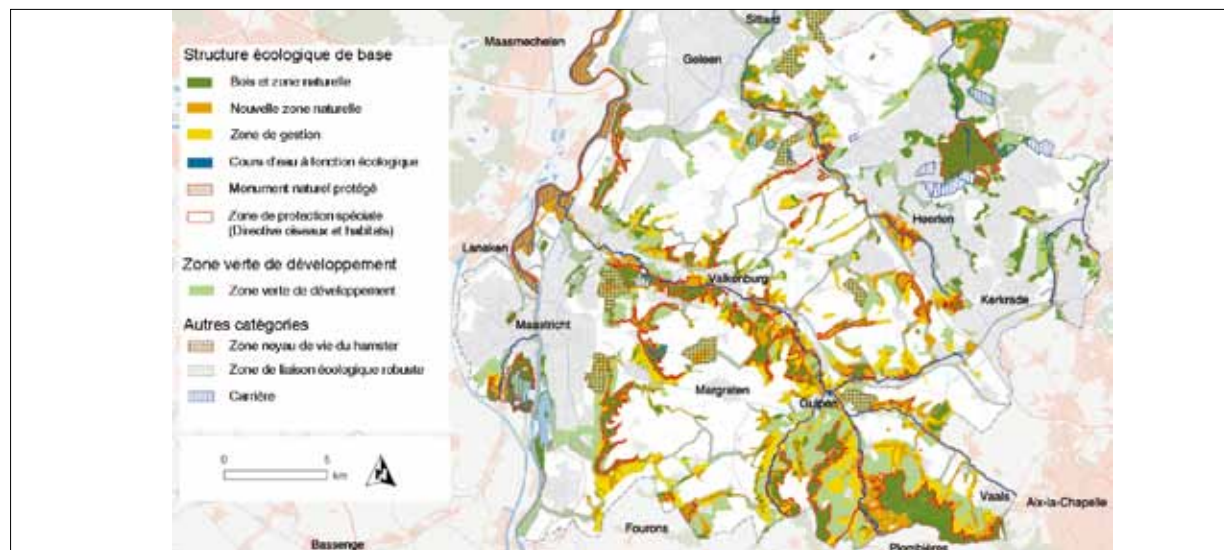 Structure écologique de base
Bois et zone naturelle
Nouvelle zone naturelle
Zone de gestion
Cours d'eau à fonction écologique
Monument naturel protégé
Zone de protection spéciale
(Directive oiseaux et habitats)
Zone verte de développement
Zone verte de développement
Autres catégories
Zone noyau de vie du hamster
Zone de liaison écologique robuste
Carrière
0 5
km
Sittard
Maasmechelen
Geleen
Heerlen
Lanaken
Valkenburg
Kerkrade
Maastricht
Margraten
Gulpen
Vaals
Aix-la-Chapelle
Fourons
Bassenge
Plombières